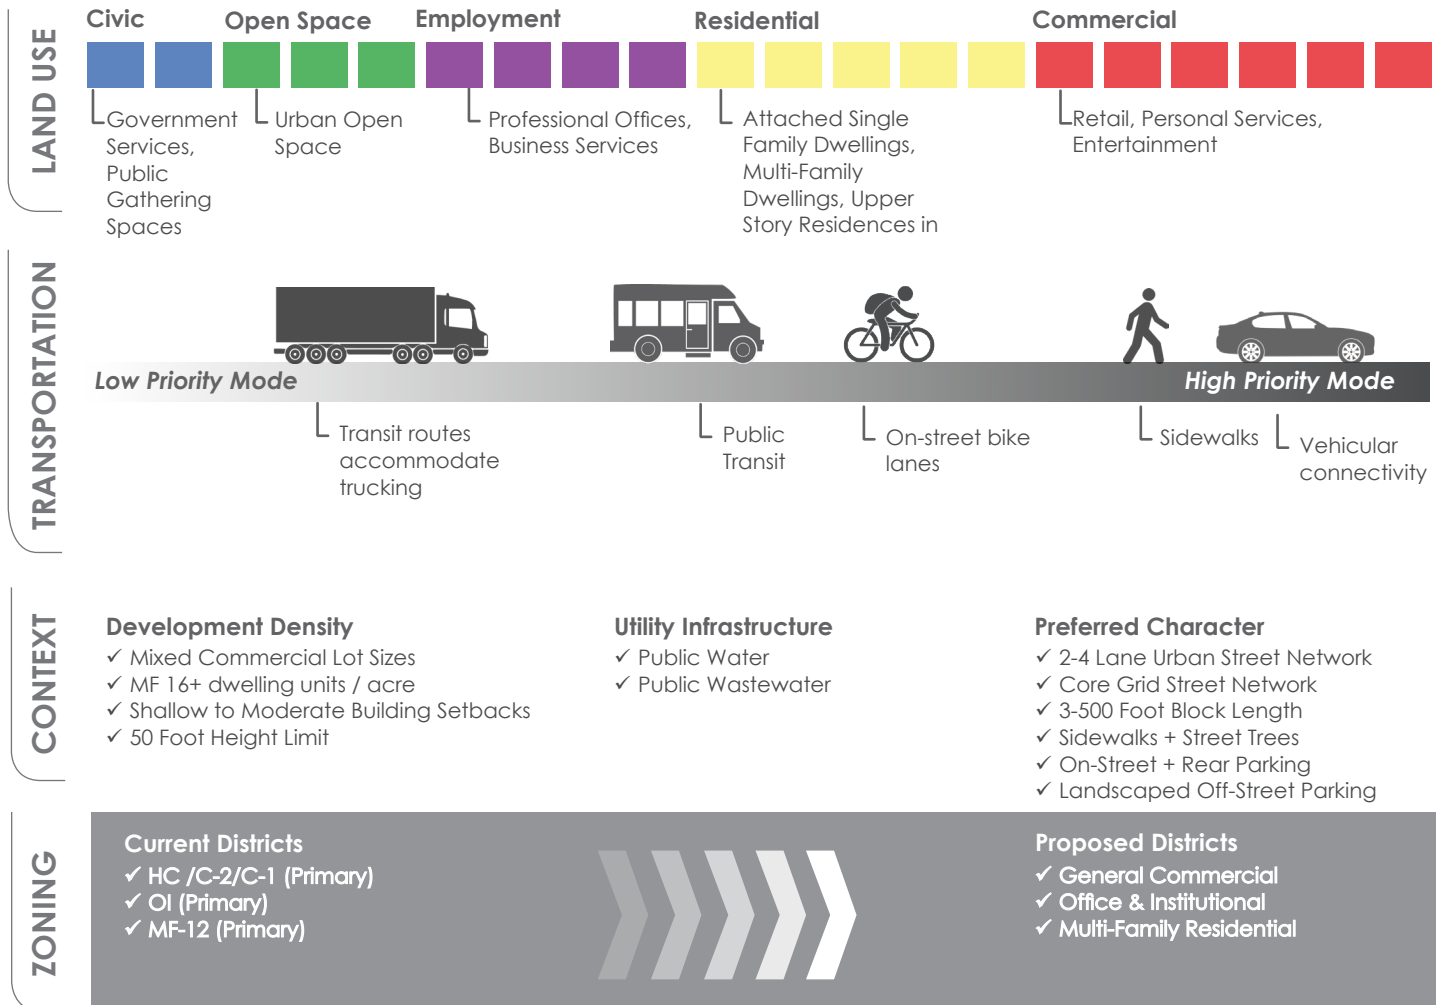 LAND USE
Civic
Open Space
Employment
Residential
Commercial
Government
Services,
Public
Gathering
Spaces
Urban Open
Space
Professional Offices,
Business Services
Attached Single
Family Dwellings,
Multi-Family
Dwellings, Upper
Story Residences in
Retail, Personal Services,
Entertainment
TRANSPORTATION
Low Priority Mode
High Priority Mode
Transit routes
accommodate
trucking
Public
Transit
On-street bike
lanes
Sidewalks
Vehicular
connectivity
CONTEXT
Development Density
✓ Mixed Commercial Lot Sizes
✓ MF 16+ dwelling units / acre
✓ Shallow to Moderate Building Setbacks
✓ 50 Foot Height Limit
Utility Infrastructure
✓ Public Water
✓ Public Wastewater
Preferred Character
✓ 2-4 Lane Urban Street Network
✓ Core Grid Street Network
✓ 3-500 Foot Block Length
✓ Sidewalks + Street Trees
✓ On-Street + Rear Parking
✓ Landscaped Off-Street Parking
ZONING
Current Districts
✓ HC /C-2/C-1 (Primary)
✓ OI (Primary)
✓ MF-12 (Primary)
Proposed Districts
✓ General Commercial
✓ Office & Institutional
✓ Multi-Family Residential